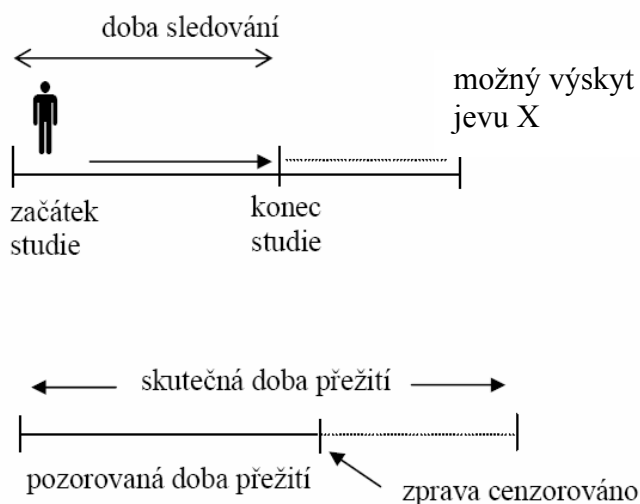 doba sledování
možný výskyt
jevu X
začátek
studie
konec
studie
skutečná doba přežití
pozorovaná doba přežití
zprava cenzorováno